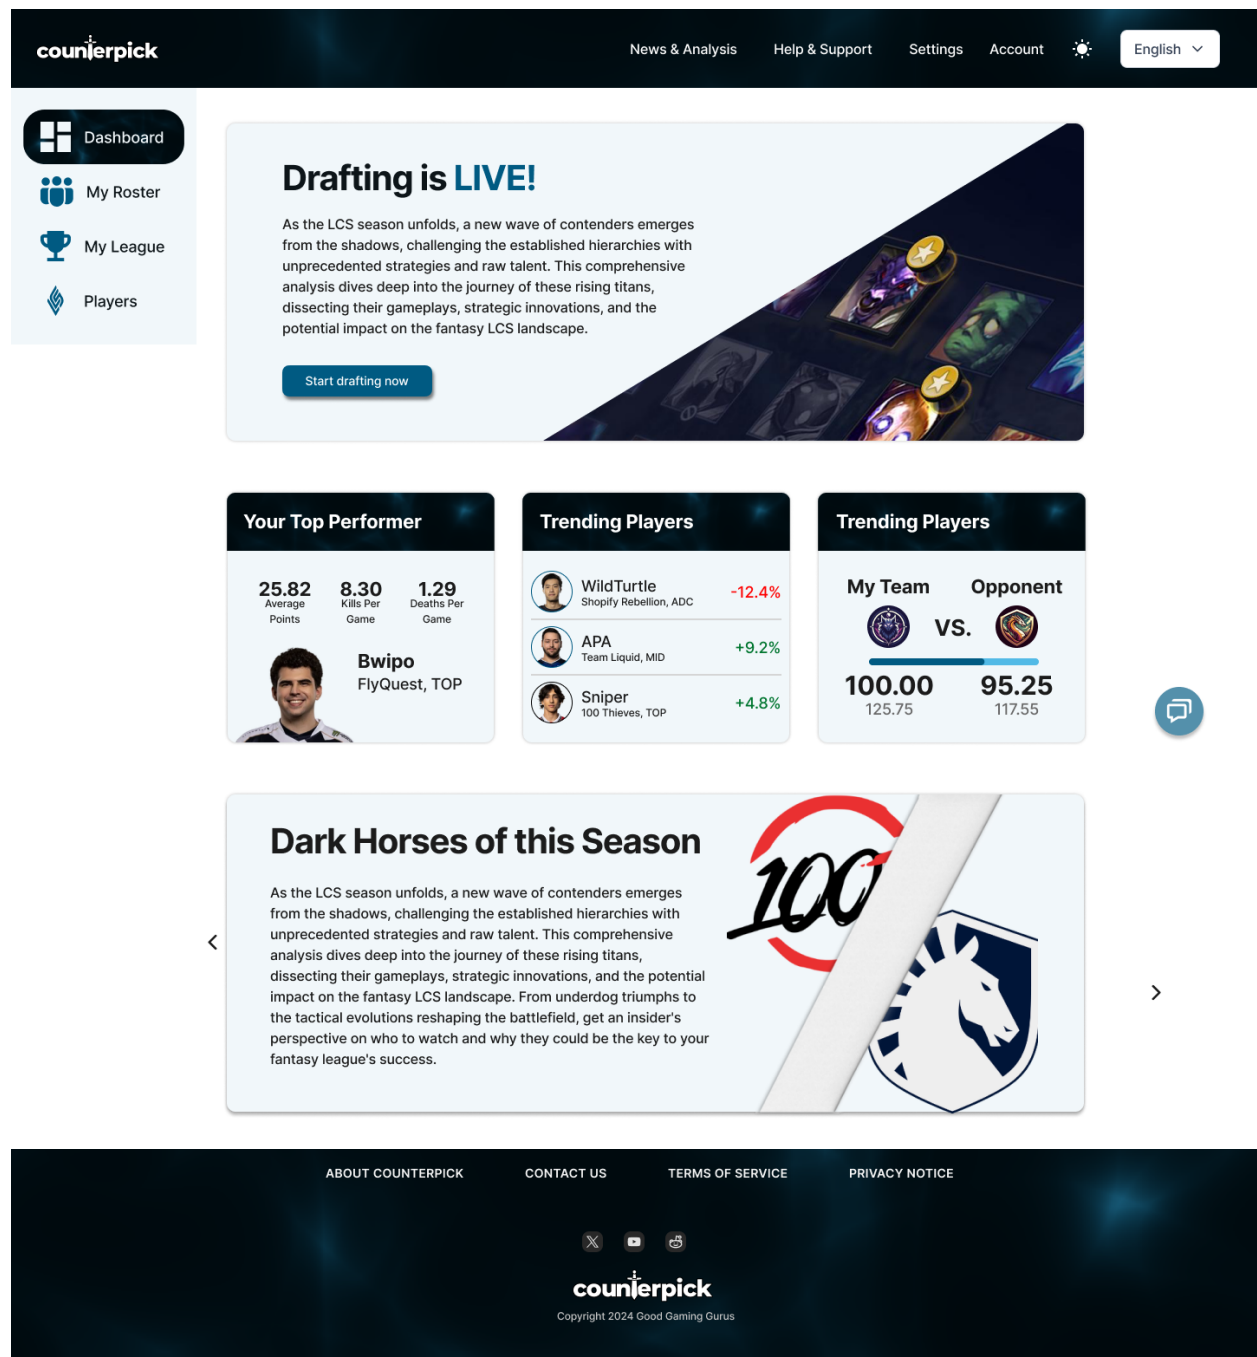 counterpick
News & Analysis
Help & Support
Settings
Account
English
Dashboard
My Roster
My League
Players
Drafting is LIVE!
As the LCS season unfolds, a new wave of contenders emerges
from the shadows, challenging the established hierarchies with
unprecedented strategies and raw talent. This comprehensive
analysis dives deep into the journey of these rising titans,
dissecting their gameplays, strategic innovations, and the
potential impact on the fantasy LCS landscape.
Start drafting now
Your Top Performer
25.82
Average
Points
8.30
Kills Per
Game
1.29
Deaths Per
Game
Bwipo
FlyQuest, TOP
Trending Players
WildTurtle
Shopify Rebellion, ADC
-12.4%
APA
Team Liquid, MID
+9.2%
Sniper
100 Thieves, TOP
+4.8%
Trending Players
My Team
Opponent
VS.
100.00
95.25
125.75
117.55
Dark Horses of this Season
As the LCS season unfolds, a new wave of contenders emerges
from the shadows, challenging the established hierarchies with
unprecedented strategies and raw talent. This comprehensive
analysis dives deep into the journey of these rising titans,
dissecting their gameplays, strategic innovations, and the potential
impact on the fantasy LCS landscape. From underdog triumphs to
the tactical evolutions reshaping the battlefield, get an insider's
perspective on who to watch and why they could be the key to your
fantasy league's success.
100
ABOUT COUNTERPICK
CONTACT US
TERMS OF SERVICE
PRIVACY NOTICE
counterpick
Copyright 2024 Good Gaming Gurus